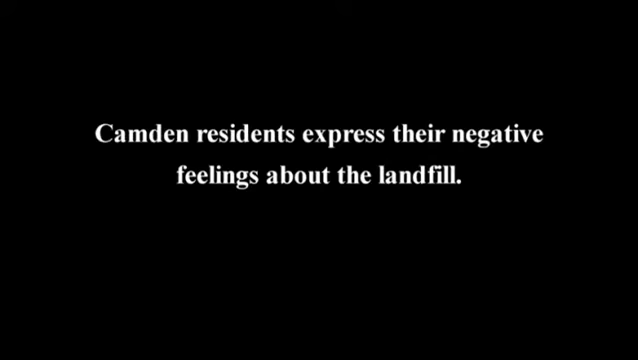 Camden residents express their negative
feelings about the landfill.